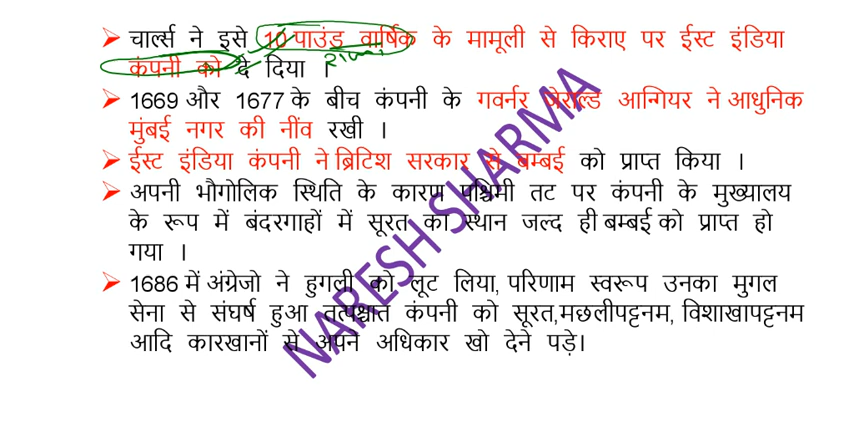 ➤ चार्ल्स ने इसे 10 पाउंड वार्षिक के मामूली से किराए पर ईस्ट इंडिया
कंपनी को दे दिया ।
➤ 1669 और 1677 के बीच कंपनी के गवर्नर जेराल्ड आन्गियर ने आधुनिक
मुंबई नगर की नींव रखी ।
➤ ईस्ट इंडिया कंपनी ने ब्रिटिश सरकार से बम्बई को प्राप्त किया ।
➤ अपनी भौगोलिक स्थिति के कारण पश्चिमी तट पर कंपनी के मुख्यालय
के रूप में बंदरगाहों में सूरत का स्थान जल्द ही बम्बई को प्राप्त हो
गया ।
➤ 1686 में अंग्रेजो ने हुगली को लूट लिया, परिणाम स्वरूप उनका मुगल
सेना से संघर्ष हुआ तत्पश्चात कंपनी को सूरत,मछलीपट्टनम, विशाखापट्टनम
आदि कारखानों से अपने अधिकार खो देने पड़े।
NARESH SHARMA